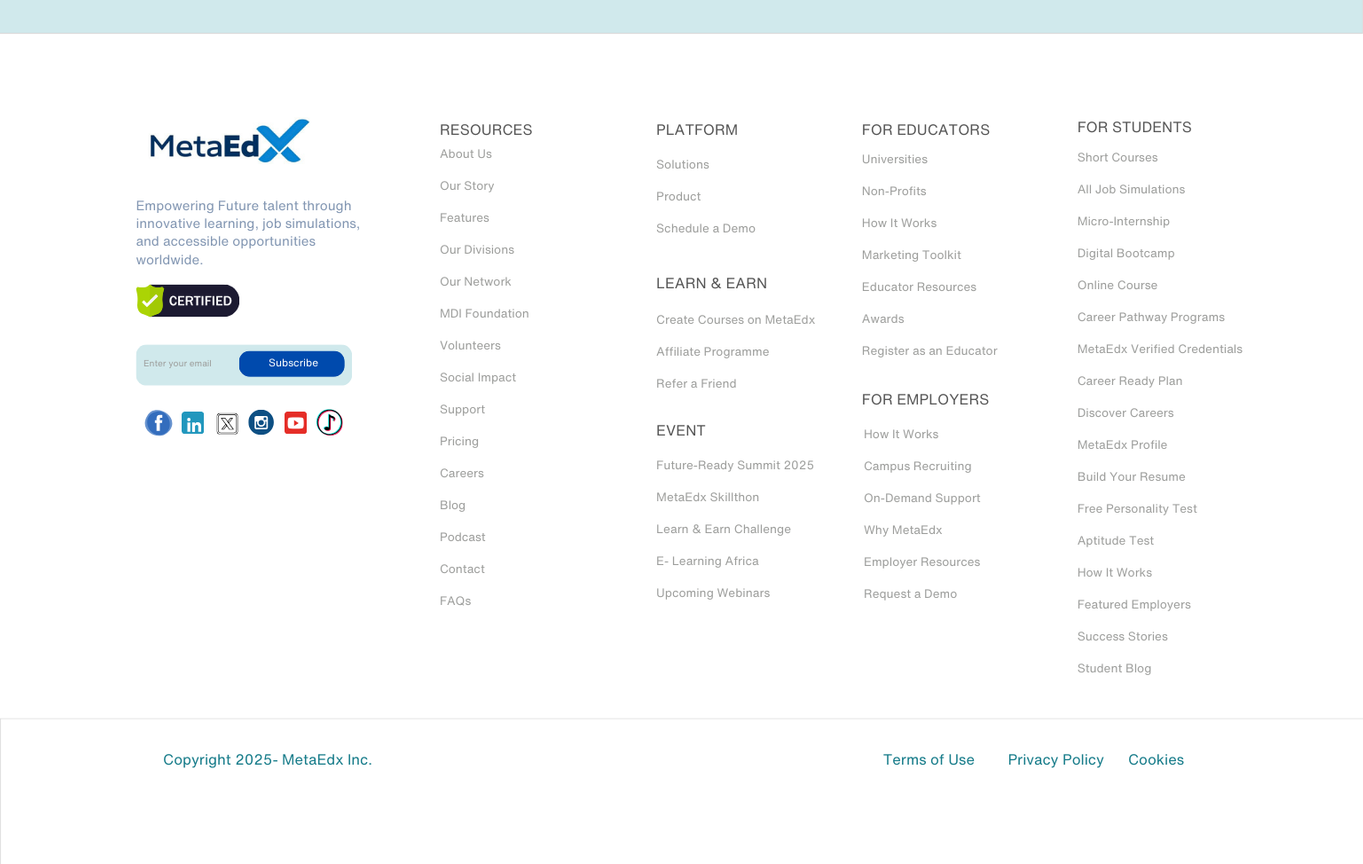 MetaEdX
Empowering Future talent through
innovative learning, job simulations,
and accessible opportunities
worldwide.
CERTIFIED
Enter your email
Subscribe
RESOURCES
About Us
Our Story
Features
Our Divisions
Our Network
MDI Foundation
Volunteers
Social Impact
Support
Pricing
Careers
Blog
Podcast
Contact
FAQs
PLATFORM
Solutions
Product
Schedule a Demo
LEARN & EARN
Create Courses on MetaEdx
Affiliate Programme
Refer a Friend
EVENT
Future-Ready Summit 2025
MetaEdx Skillthon
Learn & Earn Challenge
E- Learning Africa
Upcoming Webinars
FOR EDUCATORS
Universities
Non-Profits
How It Works
Marketing Toolkit
Educator Resources
Awards
Register as an Educator
FOR EMPLOYERS
How It Works
Campus Recruiting
On-Demand Support
Why MetaEdx
Employer Resources
Request a Demo
FOR STUDENTS
Short Courses
All Job Simulations
Micro-Internship
Digital Bootcamp
Online Course
Career Pathway Programs
MetaEdx Verified Credentials
Career Ready Plan
Discover Careers
MetaEdx Profile
Build Your Resume
Free Personality Test
Aptitude Test
How It Works
Featured Employers
Success Stories
Student Blog
Copyright 2025- MetaEdx Inc.
Terms of Use
Privacy Policy
Cookies